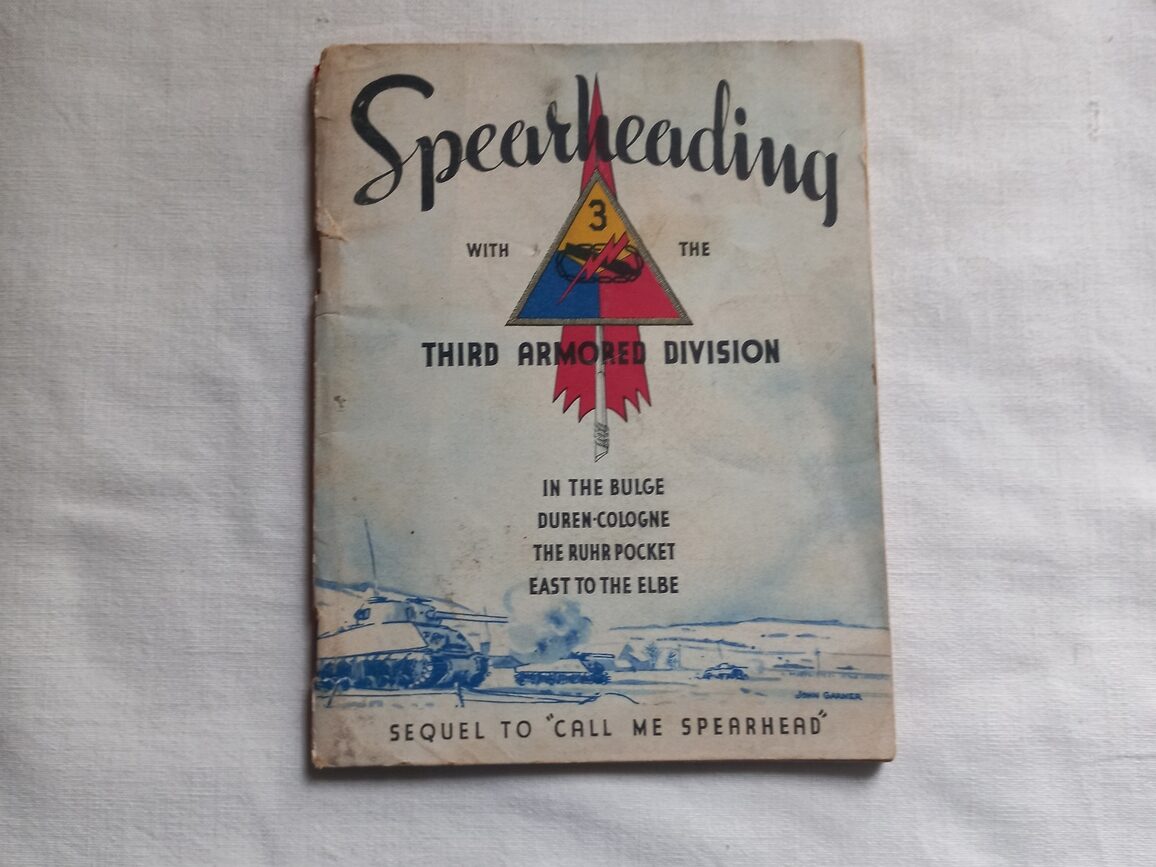 Spearheading
3
WITH THE
THIRD ARMORED DIVISION
IN THE BULGE
DUREN-COLOGNE
THE RUHR POCKET
EAST TO THE ELBE
JOHN GARNER
SEQUEL TO "CALL ME SPEARHEAD"